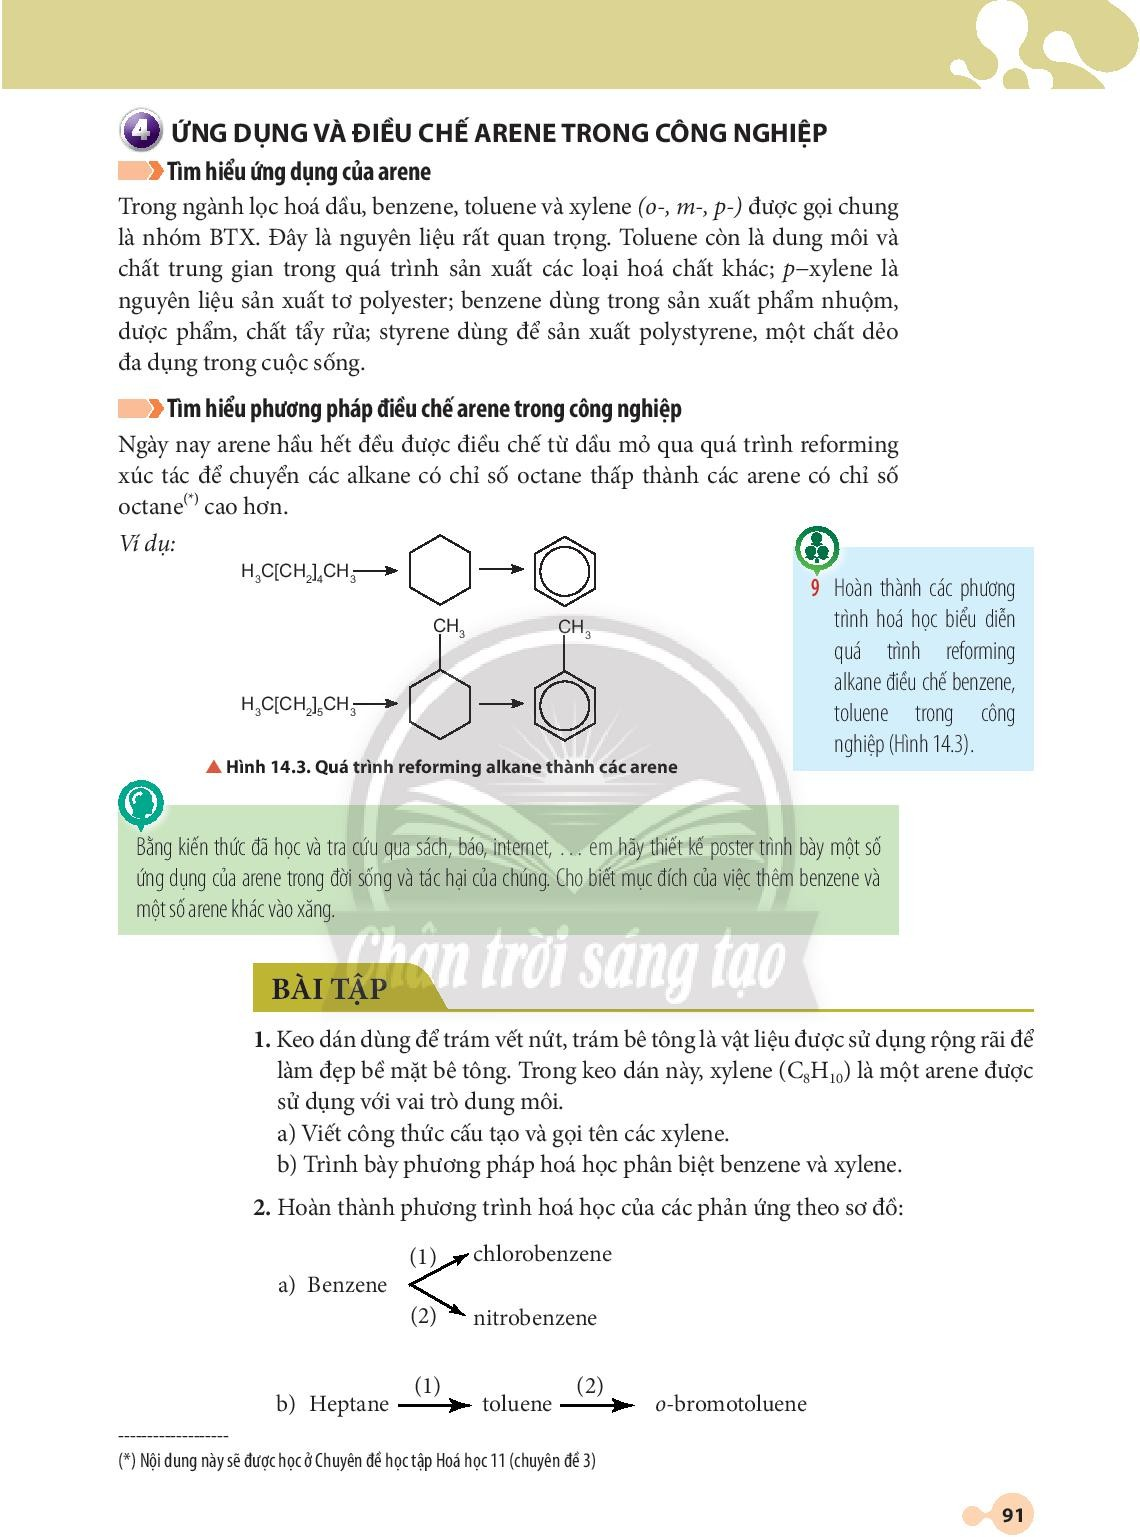 4 ỨNG DỤNG VÀ ĐIỀU CHẾ ARENE TRONG CÔNG NGHIỆP
Tìm hiểu ứng dụng của arene
Trong ngành lọc hoá dầu, benzene, toluene và xylene (o-, m-, p-) được gọi chung
là nhóm BTX. Đây là nguyên liệu rất quan trọng. Toluene còn là dung môi và
chất trung gian trong quá trình sản xuất các loại hoá chất khác; p–xylene là
nguyên liệu sản xuất tơ polyester; benzene dùng trong sản xuất phẩm nhuộm,
dược phẩm, chất tẩy rửa; styrene dùng để sản xuất polystyrene, một chất dẻo
đa dụng trong cuộc sống.
Tìm hiểu phương pháp điều chế arene trong công nghiệp
Ngày nay arene hầu hết đều được điều chế từ dầu mỏ qua quá trình reforming
xúc tác để chuyển các alkane có chỉ số octane thấp thành các arene có chỉ số
octane(*) cao hơn.
Ví dụ:
H₃C[CH₂]₄CH₃
CH₃ CH₃
H₃C[CH₂]₅CH₃
▲ Hình 14.3. Quá trình reforming alkane thành các arene
9 Hoàn thành các phương
trình hoá học biểu diễn
quá trình reforming
alkane điều chế benzene,
toluene trong công
nghiệp (Hình 14.3).
Bằng kiến thức đã học và tra cứu qua sách, báo, internet, … em hãy thiết kế poster trình bày một số
ứng dụng của arene trong đời sống và tác hại của chúng. Cho biết mục đích của việc thêm benzene và
một số arene khác vào xăng.
Chân trời sáng tạo
BÀI TẬP
1. Keo dán dùng để trám vết nứt, trám bê tông là vật liệu được sử dụng rộng rãi để
làm đẹp bề mặt bê tông. Trong keo dán này, xylene (C₈H₁₀) là một arene được
sử dụng với vai trò dung môi.
a) Viết công thức cấu tạo và gọi tên các xylene.
b) Trình bày phương pháp hoá học phân biệt benzene và xylene.
2. Hoàn thành phương trình hoá học của các phản ứng theo sơ đồ:
(1) chlorobenzene
a) Benzene
(2) nitrobenzene
(1) (2)
b) Heptane toluene o-bromotoluene
-------------------
(*) Nội dung này sẽ được học ở Chuyên đề học tập Hoá học 11 (chuyên đề 3)
91